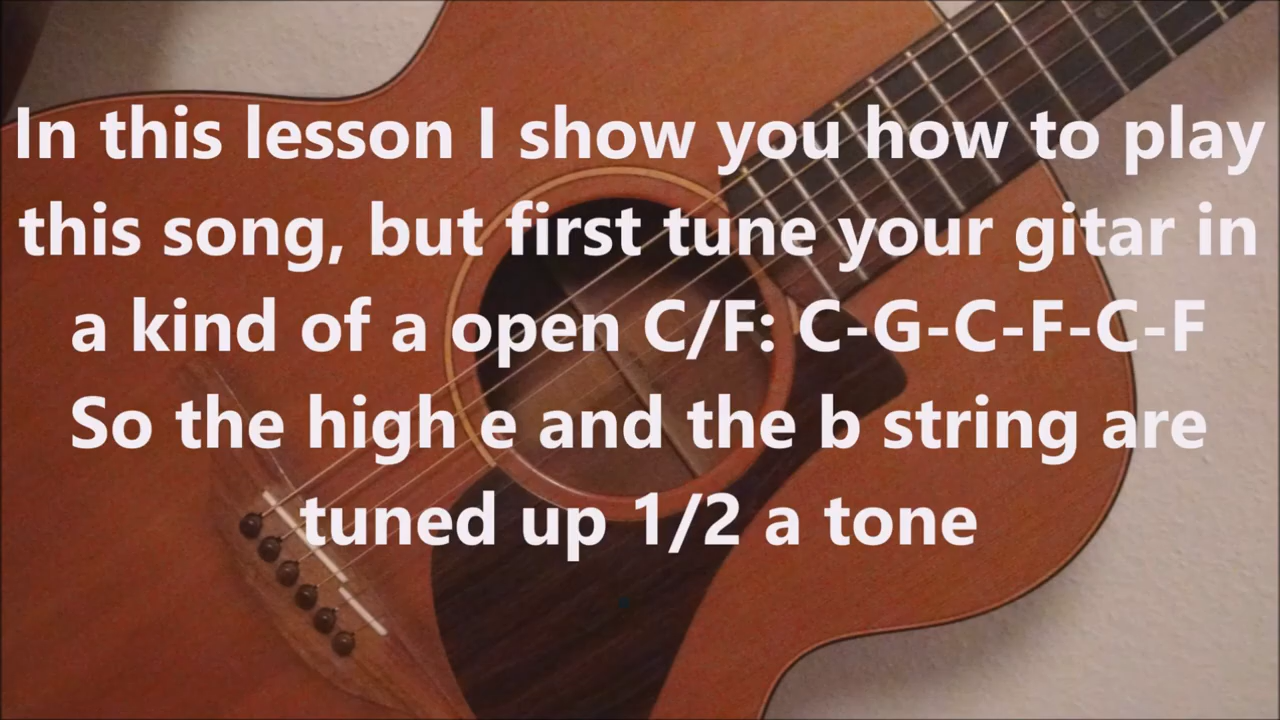 In this lesson I show you how to play
this song, but first tune your gitar in
a kind of a open C/F: C-G-C-F-C-F
So the high e and the b string are
tuned up 1/2 a tone